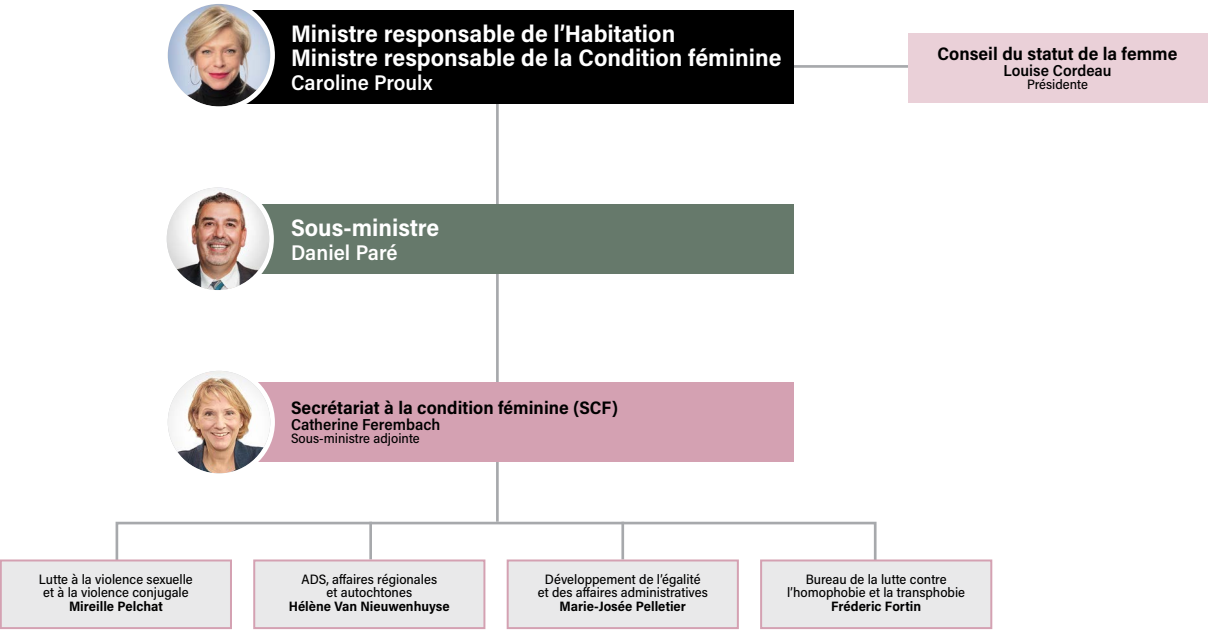 Ministre responsable de l'Habitation
Ministre responsable de la Condition féminine
Caroline Proulx
Conseil du statut de la femme
Louise Cordeau
Présidente
Sous-ministre
Daniel Paré
Secrétariat à la condition féminine (SCF)
Catherine Ferembach
Sous-ministre adjointe
Lutte à la violence sexuelle
et à la violence conjugale
Mireille Pelchat
ADS, affaires régionales
et autochtones
Hélène Van Nieuwenhuyse
Développement de l'égalité
et des affaires administratives
Marie-Josée Pelletier
Bureau de la lutte contre
l'homophobie et la transphobie
Fréderic Fortin